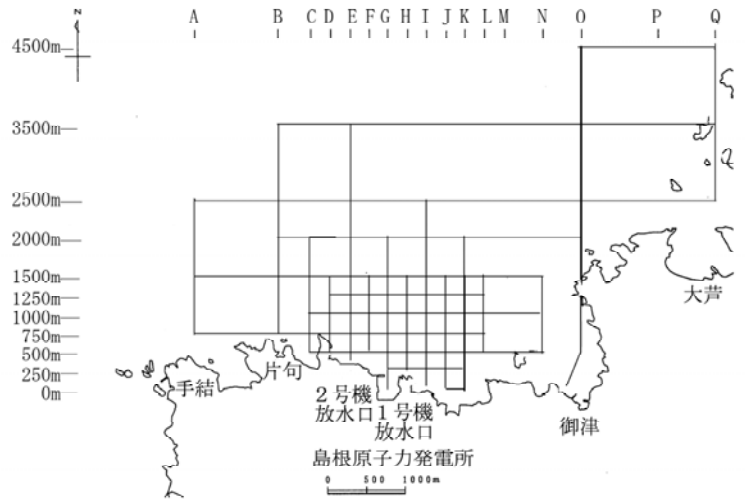 A B C D E F G H I J K L M N O P Q
N
4500m
3500m
2500m
2000m
1500m
1250m
1000m
750m
500m
250m
0m
大芦
片句
手結
2号機
放水口
1号機
放水口
御津
島根原子力発電所
0 500 1000m